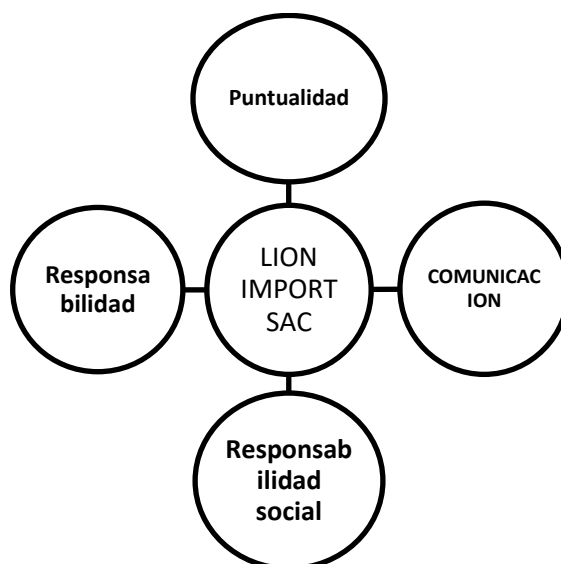 Puntualidad
Responsa
bilidad
LION
IMPORT
SAC
COMUNICAC
ION
Responsab
ilidad
social